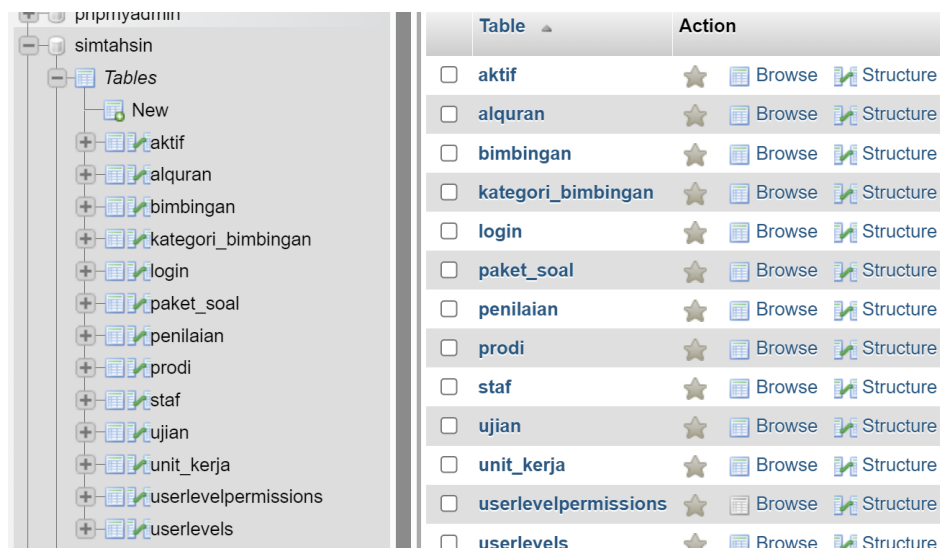 phpmyadmin
simtahsin
Tables
New
aktif
alquran
bimbingan
kategori_bimbingan
login
paket_soal
penilaian
prodi
staf
ujian
unit_kerja
userlevelpermissions
userlevels
Table Action
aktif Browse Structure
alquran Browse Structure
bimbingan Browse Structure
kategori_bimbingan Browse Structure
login Browse Structure
paket_soal Browse Structure
penilaian Browse Structure
prodi Browse Structure
staf Browse Structure
ujian Browse Structure
unit_kerja Browse Structure
userlevelpermissions Browse Structure
userlevels Browse Structure